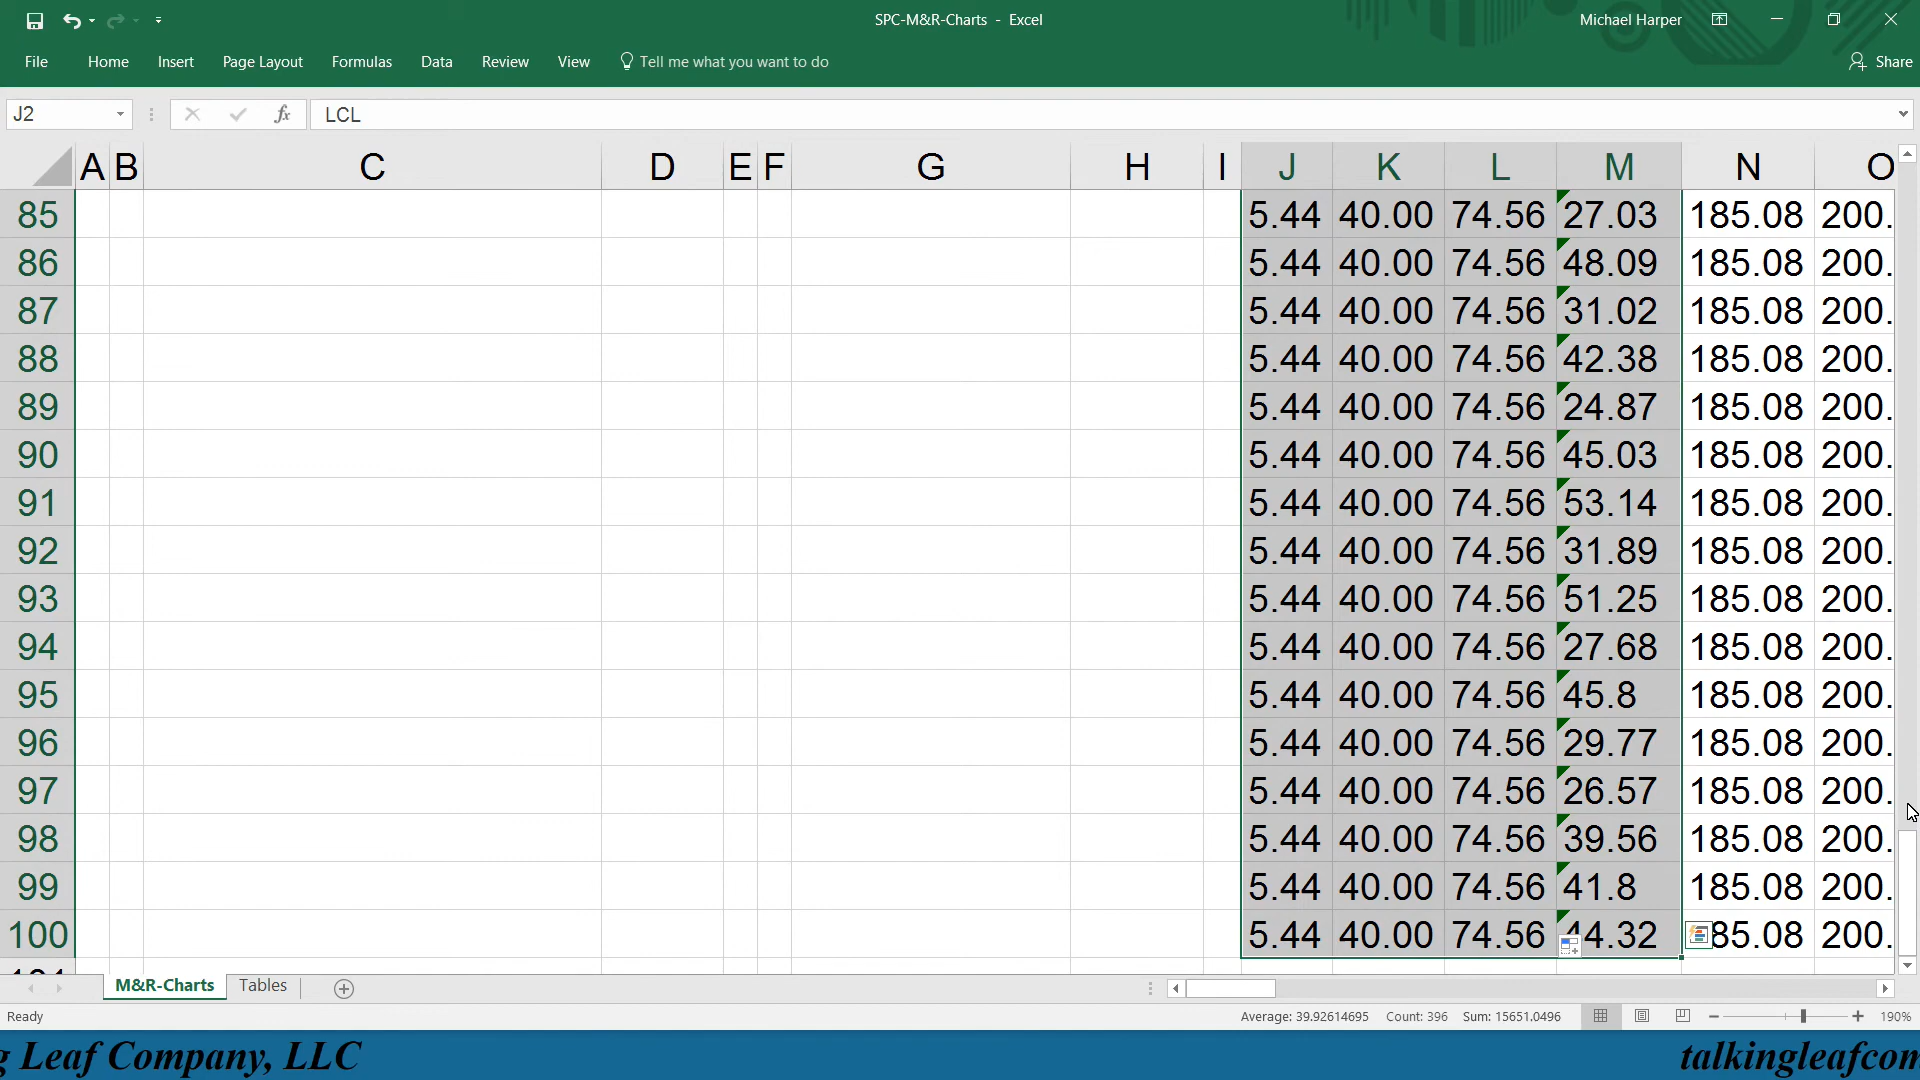 SPC-M&R-Charts - Excel
Michael Harper
File Home Insert Page Layout Formulas Data Review View Tell me what you want to do
Share
J2 fx LCL
A B C D E F G H I J K L M N O
85 5.44 40.00 74.56 27.03 185.08 200.
86 5.44 40.00 74.56 48.09 185.08 200.
87 5.44 40.00 74.56 31.02 185.08 200.
88 5.44 40.00 74.56 42.38 185.08 200.
89 5.44 40.00 74.56 24.87 185.08 200.
90 5.44 40.00 74.56 45.03 185.08 200.
91 5.44 40.00 74.56 53.14 185.08 200.
92 5.44 40.00 74.56 31.89 185.08 200.
93 5.44 40.00 74.56 51.25 185.08 200.
94 5.44 40.00 74.56 27.68 185.08 200.
95 5.44 40.00 74.56 45.8 185.08 200.
96 5.44 40.00 74.56 29.77 185.08 200.
97 5.44 40.00 74.56 26.57 185.08 200.
98 5.44 40.00 74.56 39.56 185.08 200.
99 5.44 40.00 74.56 41.8 185.08 200.
100 5.44 40.00 74.56 44.32 85.08 200.
M&R-Charts Tables
Ready Average: 39.92614695 Count: 396 Sum: 15651.0496 190%
g Leaf Company, LLC talkingleafcom